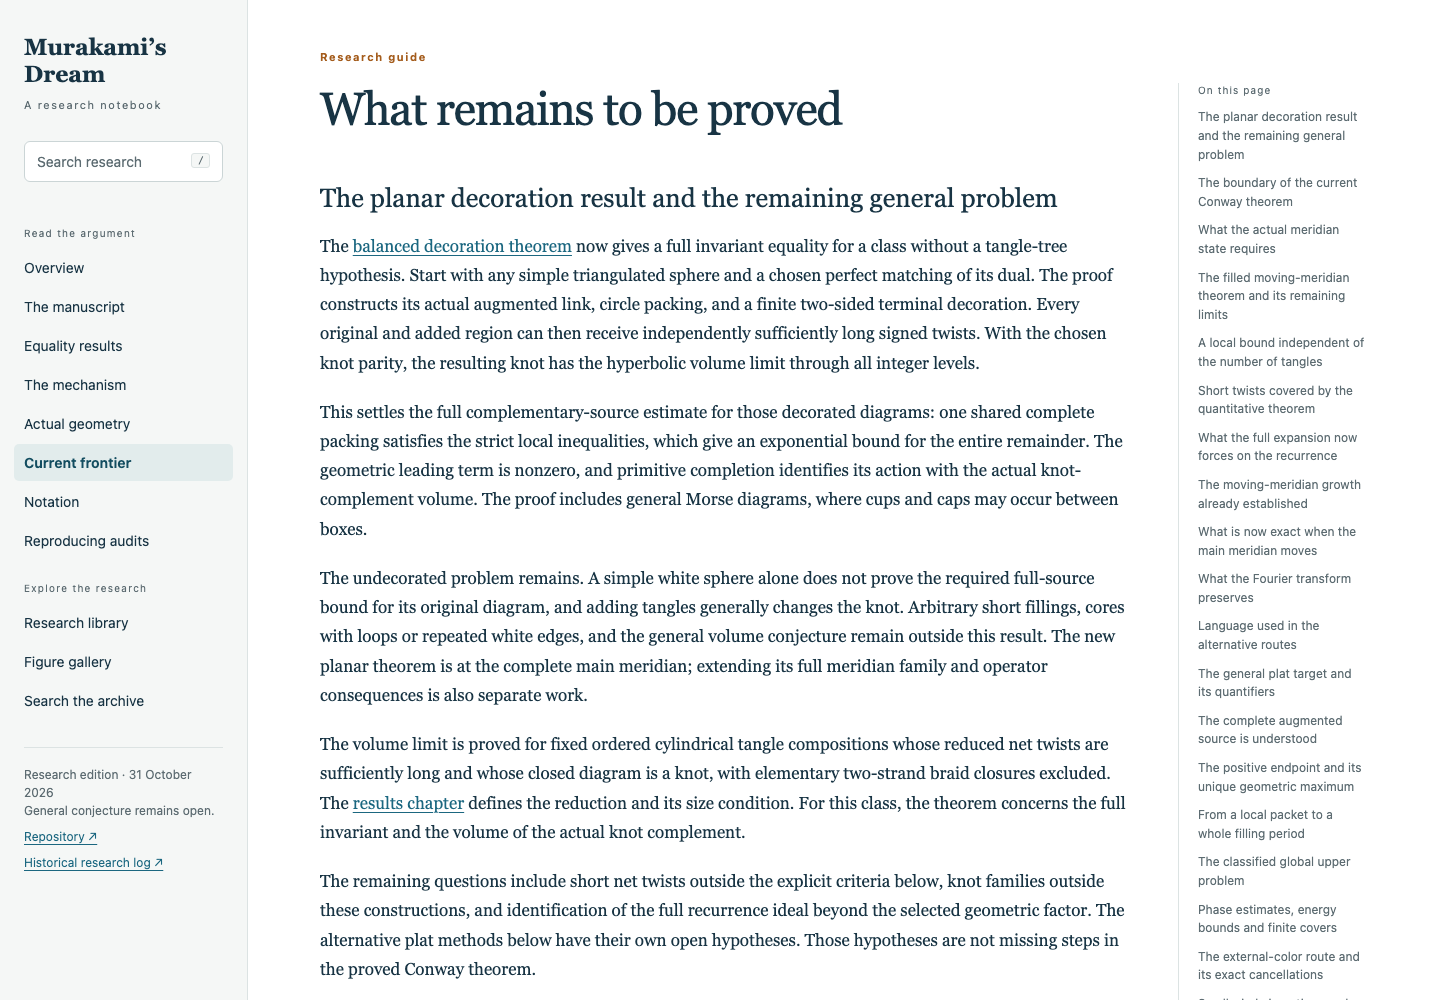 Murakami's
Dream
A research notebook
Search research
/
Read the argument
Overview
The manuscript
Equality results
The mechanism
Actual geometry
Current frontier
Notation
Reproducing audits
Explore the research
Research library
Figure gallery
Search the archive
Research edition · 31 October
2026
General conjecture remains open.
Repository ↗
Historical research log ↗
Research guide
What remains to be proved
The planar decoration result and the remaining general problem
The balanced decoration theorem now gives a full invariant equality for a class without a tangle-tree
hypothesis. Start with any simple triangulated sphere and a chosen perfect matching of its dual. The proof
constructs its actual augmented link, circle packing, and a finite two-sided terminal decoration. Every
original and added region can then receive independently sufficiently long signed twists. With the chosen
knot parity, the resulting knot has the hyperbolic volume limit through all integer levels.
This settles the full complementary-source estimate for those decorated diagrams: one shared complete
packing satisfies the strict local inequalities, which give an exponential bound for the entire remainder. The
geometric leading term is nonzero, and primitive completion identifies its action with the actual knot-
complement volume. The proof includes general Morse diagrams, where cups and caps may occur between
boxes.
The undecorated problem remains. A simple white sphere alone does not prove the required full-source
bound for its original diagram, and adding tangles generally changes the knot. Arbitrary short fillings, cores
with loops or repeated white edges, and the general volume conjecture remain outside this result. The new
planar theorem is at the complete main meridian; extending its full meridian family and operator
consequences is also separate work.
The volume limit is proved for fixed ordered cylindrical tangle compositions whose reduced net twists are
sufficiently long and whose closed diagram is a knot, with elementary two-strand braid closures excluded.
The results chapter defines the reduction and its size condition. For this class, the theorem concerns the full
invariant and the volume of the actual knot complement.
The remaining questions include short net twists outside the explicit criteria below, knot families outside
these constructions, and identification of the full recurrence ideal beyond the selected geometric factor. The
alternative plat methods below have their own open hypotheses. Those hypotheses are not missing steps in
the proved Conway theorem.
On this page
The planar decoration result
and the remaining general
problem
The boundary of the current
Conway theorem
What the actual meridian
state requires
The filled moving-meridian
theorem and its remaining
limits
A local bound independent of
the number of tangles
Short twists covered by the
quantitative theorem
What the full expansion now
forces on the recurrence
The moving-meridian growth
already established
What is now exact when the
main meridian moves
What the Fourier transform
preserves
Language used in the
alternative routes
The general plat target and
its quantifiers
The complete augmented
source is understood
The positive endpoint and its
unique geometric maximum
From a local packet to a
whole filling period
The classified global upper
problem
Phase estimates, energy
bounds and finite covers
The external-color route and
its exact cancellations